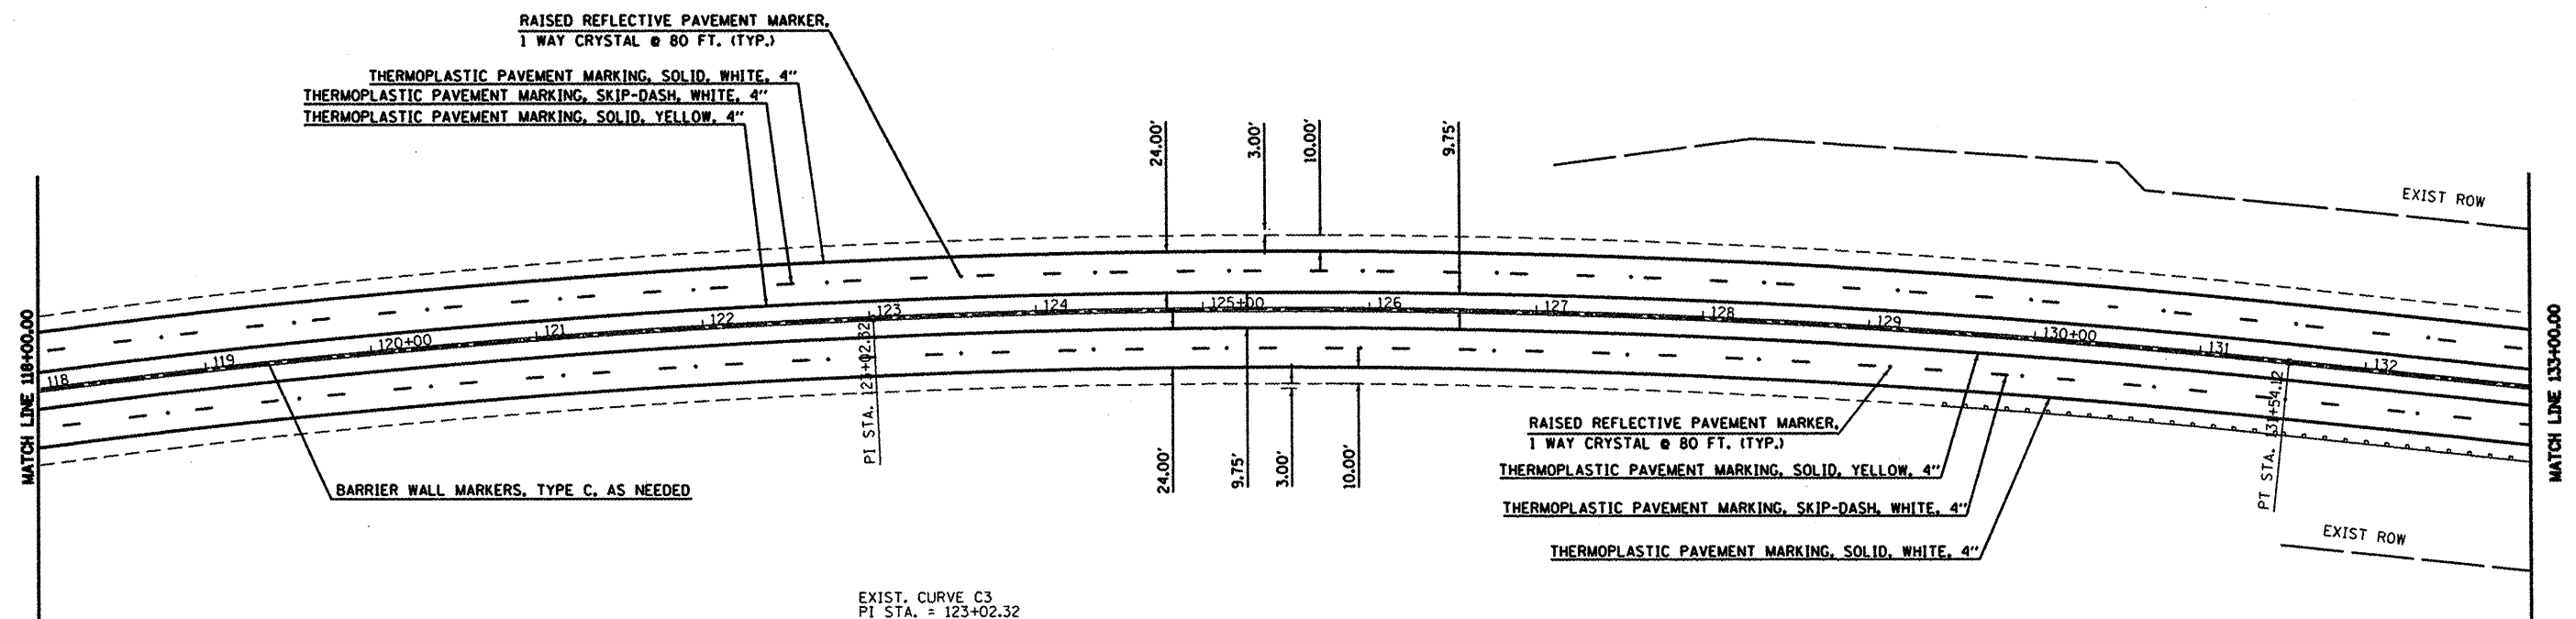 RAISED REFLECTIVE PAVEMENT MARKER,
1 WAY CRYSTAL @ 80 FT. (TYP.)
THERMOPLASTIC PAVEMENT MARKING, SOLID, WHITE, 4"
THERMOPLASTIC PAVEMENT MARKING, SKIP-DASH, WHITE, 4"
THERMOPLASTIC PAVEMENT MARKING, SOLID, YELLOW, 4"
24.00'
3.00'
10.00'
9.75'
EXIST ROW
MATCH LINE 118+00.00
118
119
120+00
121
122
123
124
125+00
126
127
128
129
130+00
131
132
MATCH LINE 133+00.00
PI STA. 123+02.32
PT STA. 131+54.12
24.00'
9.75'
3.00'
10.00'
RAISED REFLECTIVE PAVEMENT MARKER,
1 WAY CRYSTAL @ 80 FT. (TYP.)
THERMOPLASTIC PAVEMENT MARKING, SOLID, YELLOW, 4"
THERMOPLASTIC PAVEMENT MARKING, SKIP-DASH, WHITE, 4"
THERMOPLASTIC PAVEMENT MARKING, SOLID, WHITE, 4"
BARRIER WALL MARKERS, TYPE C, AS NEEDED
EXIST ROW
EXIST. CURVE C3
PI STA. = 123+02.32